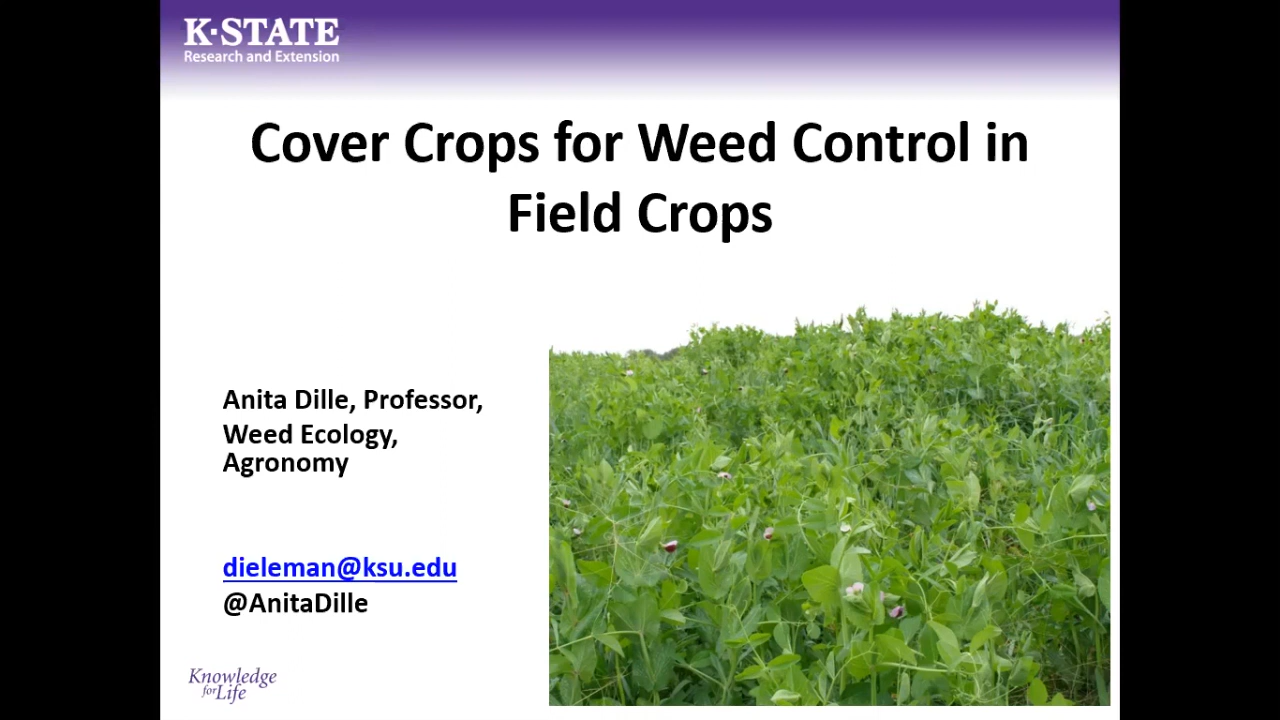 K·STATE
Research and Extension
Cover Crops for Weed Control in
Field Crops
Anita Dille, Professor,
Weed Ecology,
Agronomy
dieleman@ksu.edu
@AnitaDille
Knowledge
for Life